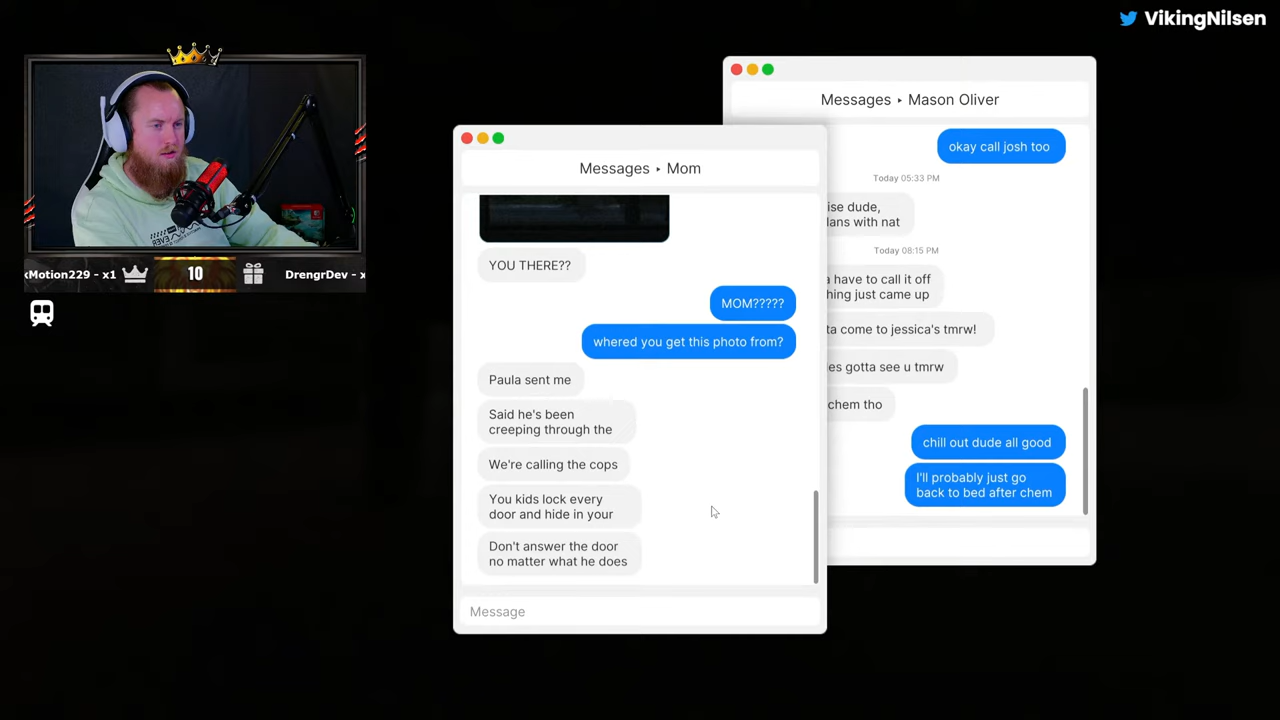 VikingNilsen
Motion229 - x1
10
DrengrDev - x
Messages ‣ Mason Oliver
okay call josh too
Today 05:33 PM
ise dude,
lans with nat
Today 08:15 PM
have to call it off
hing just came up
ta come to jessica's tmrw!
es gotta see u tmrw
chem tho
chill out dude all good
I'll probably just go
back to bed after chem
Messages ‣ Mom
YOU THERE??
MOM?????
whered you get this photo from?
Paula sent me
Said he's been
creeping through the
We're calling the cops
You kids lock every
door and hide in your
Don't answer the door
no matter what he does
Message